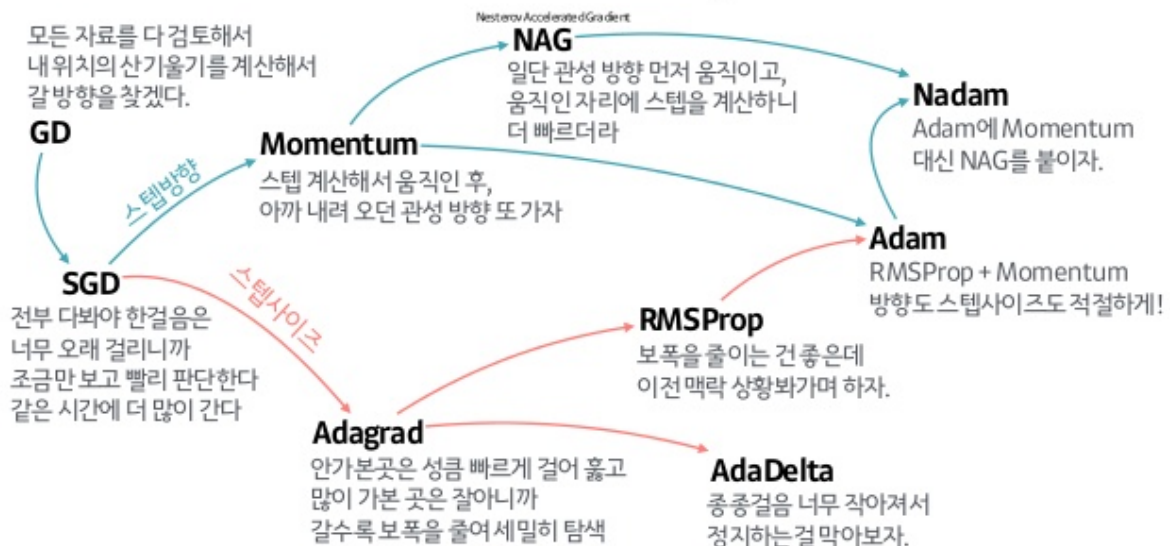 모든 자료를 다 검토해서
내 위치의 산기울기를 계산해서
갈 방향을 찾겠다.
GD
스텝방향
SGD
전부 다봐야 한걸음은
너무 오래 걸리니까
조금만 보고 빨리 판단한다
같은 시간에 더 많이 간다
Momentum
스텝 계산해서 움직인 후,
아까 내려 오던 관성 방향 또 가자
Nesterov Accelerated Gradient
NAG
일단 관성 방향 먼저 움직이고,
움직인 자리에 스텝을 계산하니
더 빠르더라
Nadam
Adam에 Momentum
대신 NAG를 붙이자.
Adam
RMSProp + Momentum
방향도 스텝사이즈도 적절하게!
스텝사이즈
RMSProp
보폭을 줄이는 건 좋은데
이전 맥락 상황봐가며 하자.
Adagrad
안가본곳은 성큼 빠르게 걸어 훓고
많이 가본 곳은 잘아니까
갈수록 보폭을 줄여 세밀히 탐색
AdaDelta
종종걸음 너무 작아져서
정지하는걸 막아보자.